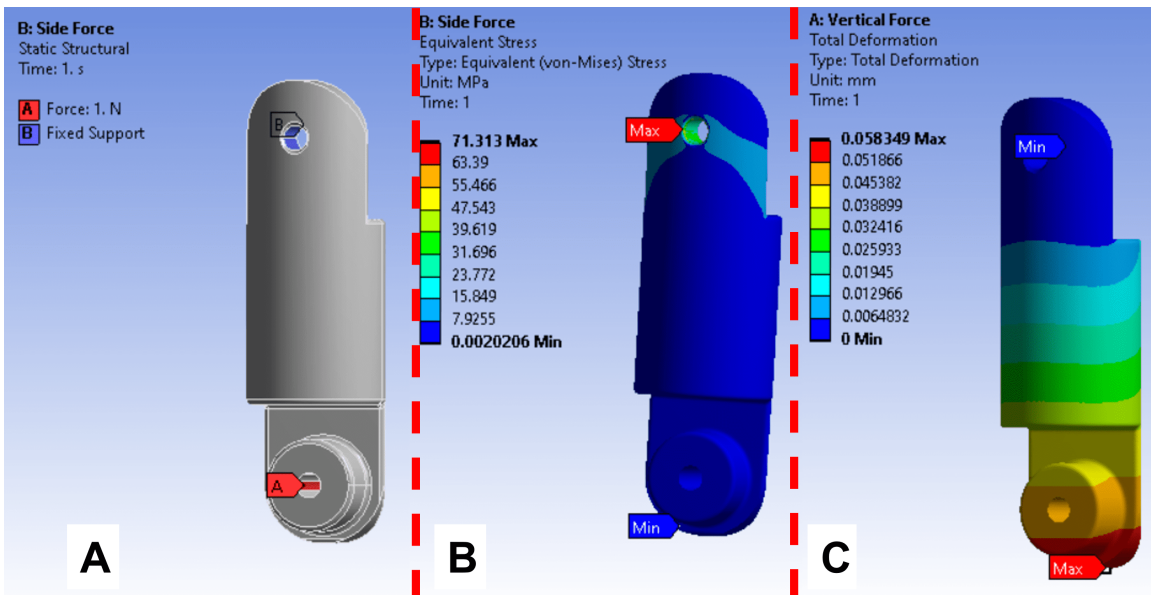 B: Side Force
Static Structural
Time: 1. s
A Force: 1. N
B Fixed Support
B
A
A
B: Side Force
Equivalent Stress
Type: Equivalent (von-Mises) Stress
Unit: MPa
Time: 1
71.313 Max
63.39
55.466
47.543
39.619
31.696
23.772
15.849
7.9255
0.0020206 Min
Max
Min
B
A: Vertical Force
Total Deformation
Type: Total Deformation
Unit: mm
Time: 1
0.058349 Max
0.051866
0.045382
0.038899
0.032416
0.025933
0.01945
0.012966
0.0064832
0 Min
Min
Max
C